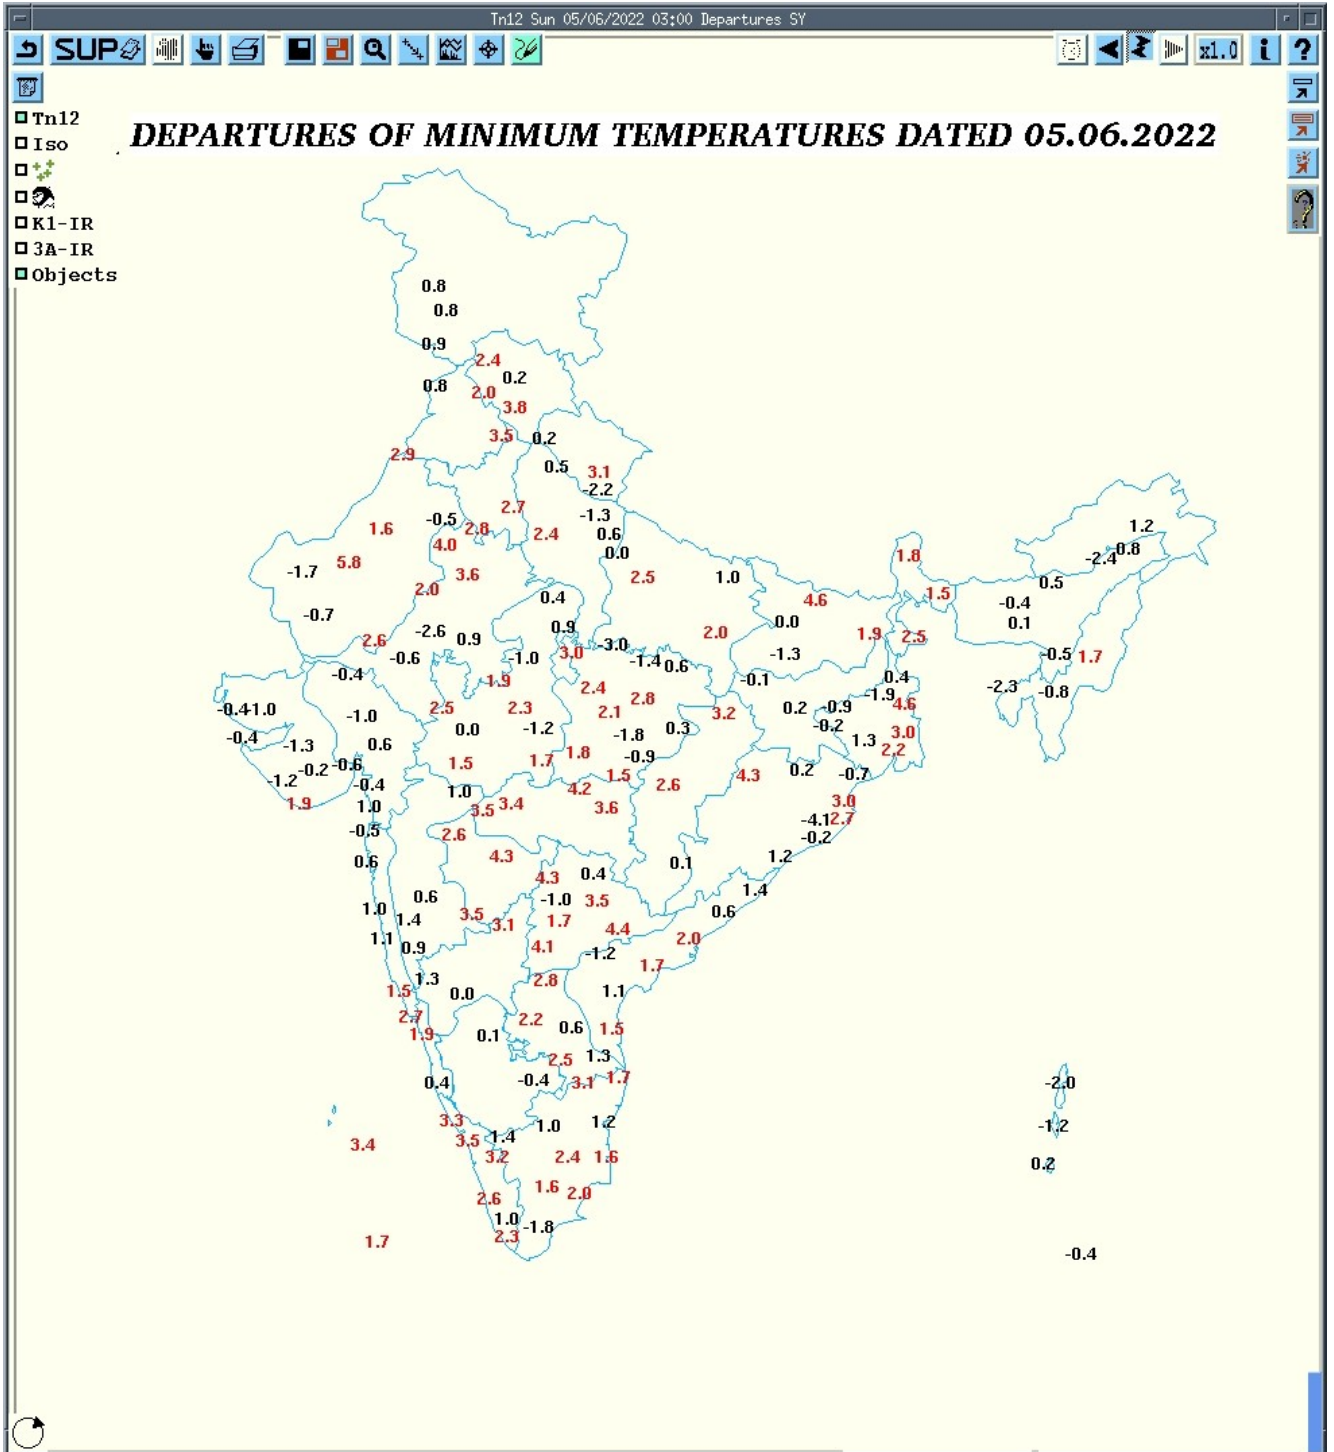 Tn12 Sun 05/06/2022 03:00 Departures SY
SUP
x1.0 i ?
Tn12
Iso
K1-IR
3A-IR
Objects
DEPARTURES OF MINIMUM TEMPERATURES DATED 05.06.2022
0.8
0.8
0.9
2.4
0.2
0.8
2.0
3.8
3.5 0.2
2.9
0.5
3.1
-2.2
2.7
-1.3
-0.5
1.6 2.8 2.4 0.6 1.2
4.0 0.0 0.8
5.8 1.8 -2.4
-1.7 3.6 2.5 1.0 0.5
2.0 0.4 4.6 1.5 -0.4
-0.7 0.0 0.1
-2.6 0.9 0.9 2.0 1.9 2.5
2.6 -3.0
-0.6 -1.0 3.0 -1.4 0.6 -1.3 -0.5 1.7
-0.4 1.9 -0.1 0.4
2.4 -2.3 -0.8
2.8 -1.9
-0.41.0 -1.0 2.5 2.3 2.1 3.2 0.2 -0.9 4.6
0.0 -1.2 -1.8 0.3 -0.2 3.0
-0.4 -1.3 0.6 1.3 2.2
1.5 1.7 1.8 -0.9
-1.2 -0.2 -0.6 1.5 4.3 0.2 -0.7
-0.4 1.0 4.2 2.6
1.9 1.0 3.5 3.4 3.6 3.0
-4.1 2.7
-0.5 2.6 -0.2
0.6 4.3 0.1 1.2
4.3 0.4
0.6 -1.0 3.5 1.4
1.0 1.4 3.5 3.1 1.7 4.4 0.6
1.1 0.9 4.1 -1.2 2.0
1.7
1.3 2.8
1.5 0.0 1.1
2.7 2.2 0.6 1.5
1.9 0.1
2.5 1.3
0.4 -0.4 3.1 1.7 -2.0
3.3 1.0 1.2 -1.2
3.4 3.5 1.4
3.2 2.4 1.6 0.2
1.6 2.0
2.6
1.0 -1.8
1.7 2.3
-0.4